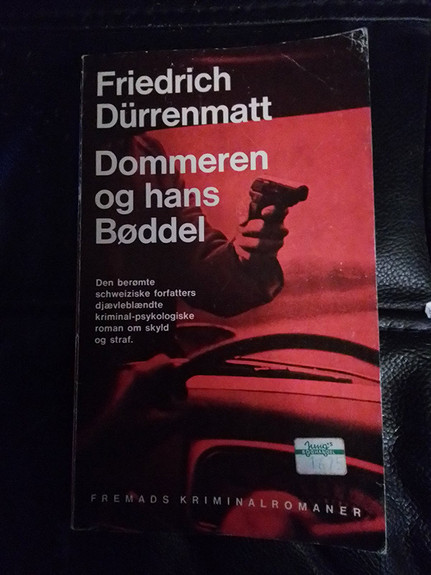 Friedrich
Dürrenmatt
Dommeren
og hans
Bøddel
Den berømte
schweiziske forfatters
djævleblændte
kriminal-psykologiske
roman om skyld
og straf.
BOGHANDEL
FREMADS KRIMINALROMANER